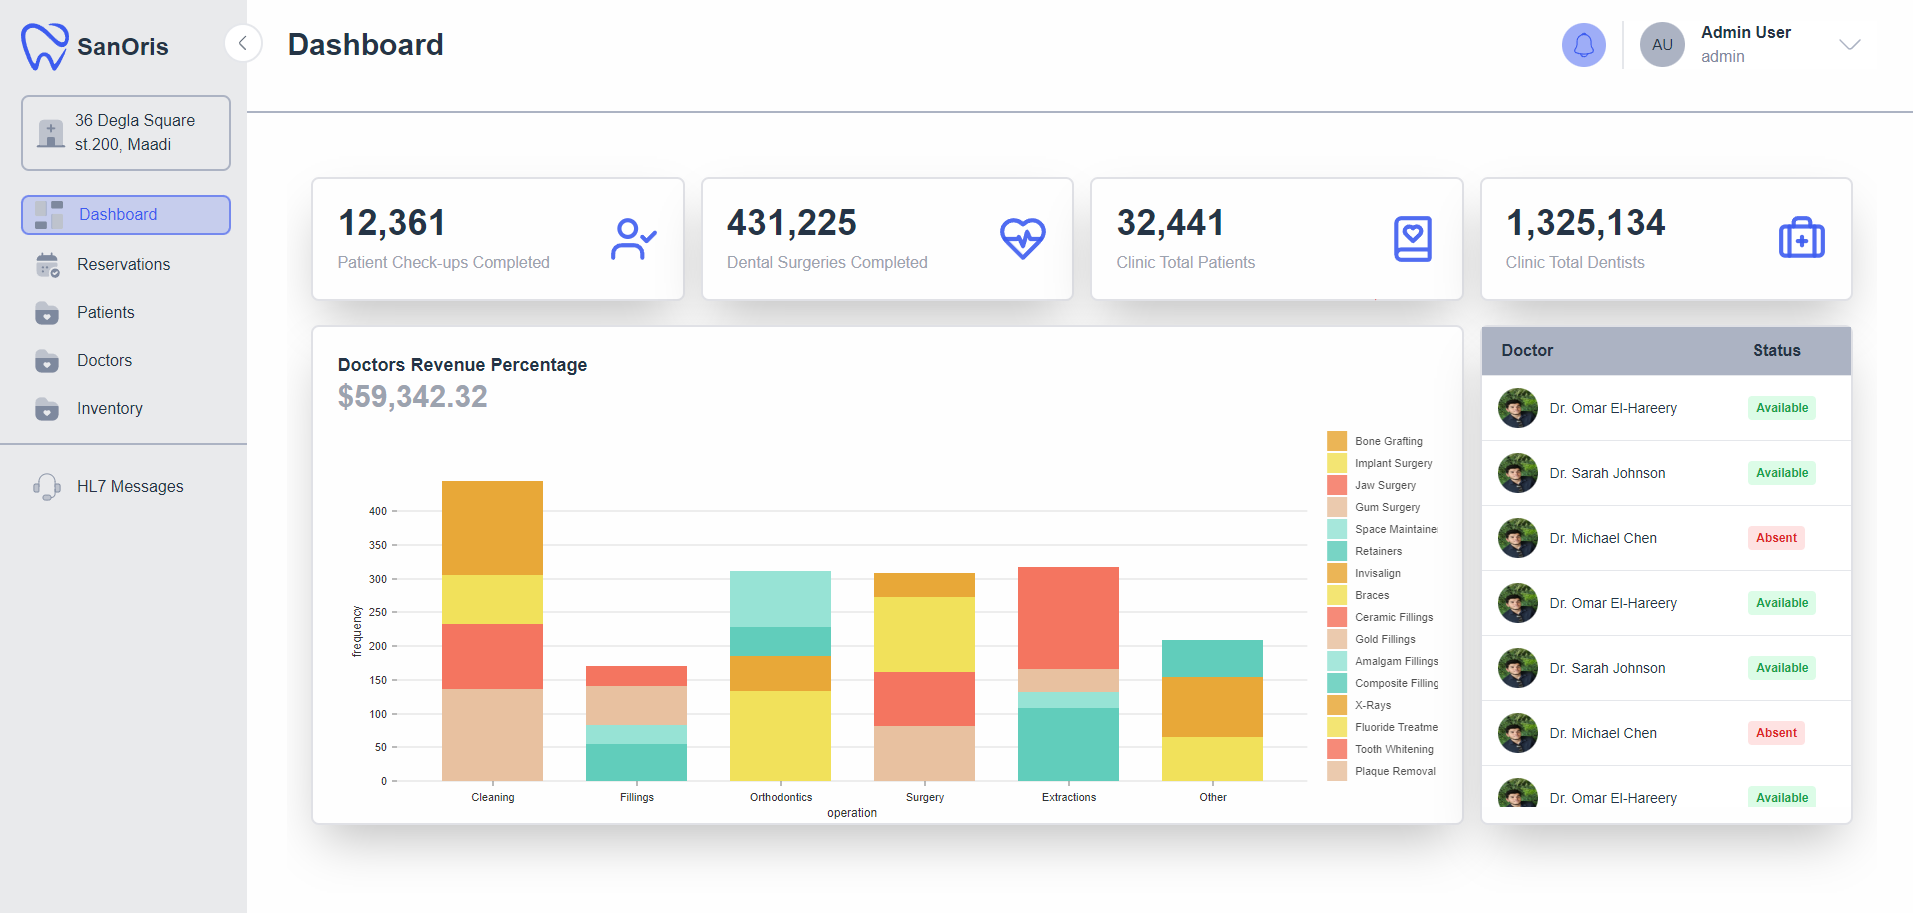 SanOris
36 Degla Square
st.200, Maadi
Dashboard
Reservations
Patients
Doctors
Inventory
HL7 Messages
Dashboard
AU
Admin User
admin
12,361
Patient Check-ups Completed
431,225
Dental Surgeries Completed
32,441
Clinic Total Patients
1,325,134
Clinic Total Dentists
Doctors Revenue Percentage
$59,342.32
frequency
400
350
300
250
200
150
100
50
0
Cleaning
Fillings
Orthodontics
Surgery
Extractions
Other
operation
Bone Grafting
Implant Surgery
Jaw Surgery
Gum Surgery
Space Maintaine
Retainers
Invisalign
Braces
Ceramic Fillings
Gold Fillings
Amalgam Fillings
Composite Filling
X-Rays
Fluoride Treatme
Tooth Whitening
Plaque Removal
Doctor Status
Dr. Omar El-Hareery Available
Dr. Sarah Johnson Available
Dr. Michael Chen Absent
Dr. Omar El-Hareery Available
Dr. Sarah Johnson Available
Dr. Michael Chen Absent
Dr. Omar El-Hareery Available